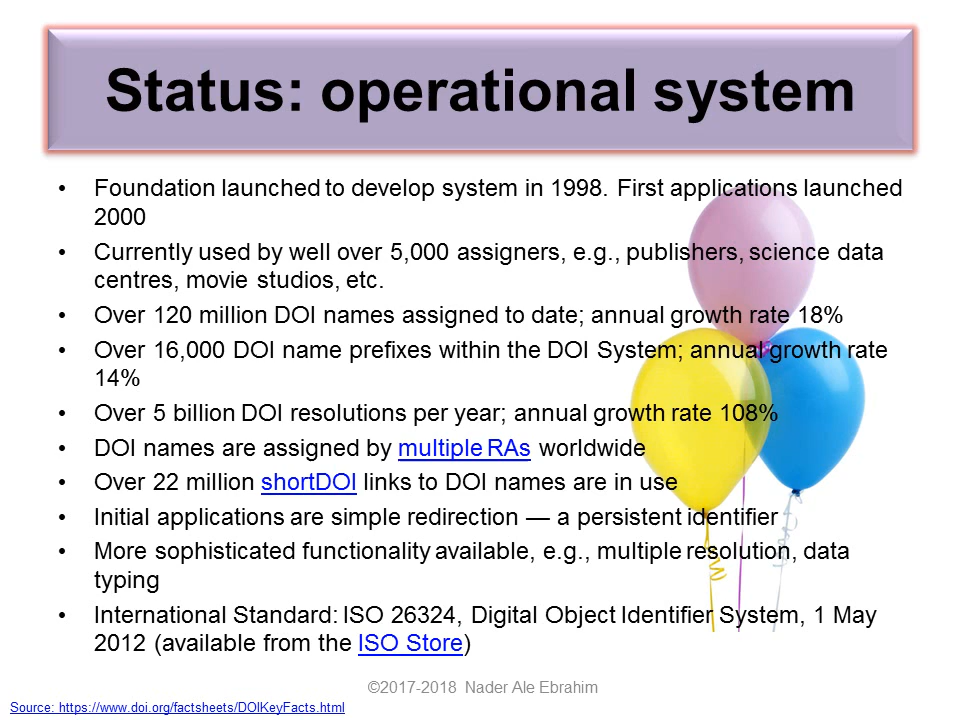 Status: operational system
• Foundation launched to develop system in 1998. First applications launched
2000
• Currently used by well over 5,000 assigners, e.g., publishers, science data
centres, movie studios, etc.
• Over 120 million DOI names assigned to date; annual growth rate 18%
• Over 16,000 DOI name prefixes within the DOI System; annual growth rate
14%
• Over 5 billion DOI resolutions per year; annual growth rate 108%
• DOI names are assigned by multiple RAs worldwide
• Over 22 million shortDOI links to DOI names are in use
• Initial applications are simple redirection — a persistent identifier
• More sophisticated functionality available, e.g., multiple resolution, data
typing
• International Standard: ISO 26324, Digital Object Identifier System, 1 May
2012 (available from the ISO Store)
©2017-2018 Nader Ale Ebrahim
Source: https://www.doi.org/factsheets/DOIKeyFacts.html